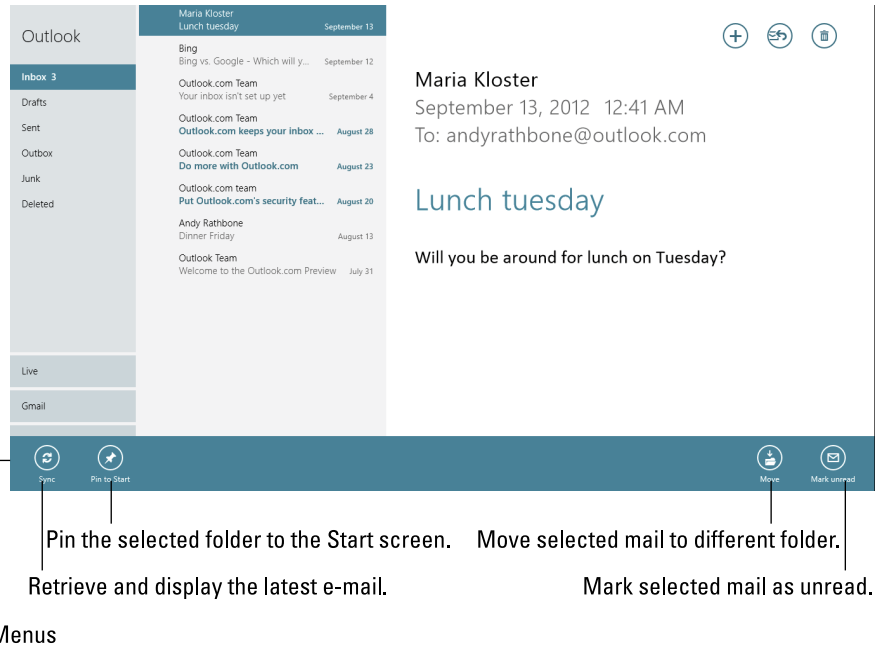 Outlook
Inbox 3
Drafts
Sent
Outbox
Junk
Deleted
Live
Gmail
Maria Kloster
Lunch tuesday September 13
Bing
Bing vs. Google - Which will y... September 12
Outlook.com Team
Your inbox isn't set up yet September 4
Outlook.com Team
Outlook.com keeps your inbox ... August 28
Outlook.com Team
Do more with Outlook.com August 23
Outlook.com team
Put Outlook.com's security feat... August 20
Andy Rathbone
Dinner Friday August 13
Outlook Team
Welcome to the Outlook.com Preview July 31
Maria Kloster
September 13, 2012 12:41 AM
To: andyrathbone@outlook.com
Lunch tuesday
Will you be around for lunch on Tuesday?
Sync Pin to Start Move Mark unread
Pin the selected folder to the Start screen. Move selected mail to different folder.
Retrieve and display the latest e-mail. Mark selected mail as unread.
Menus